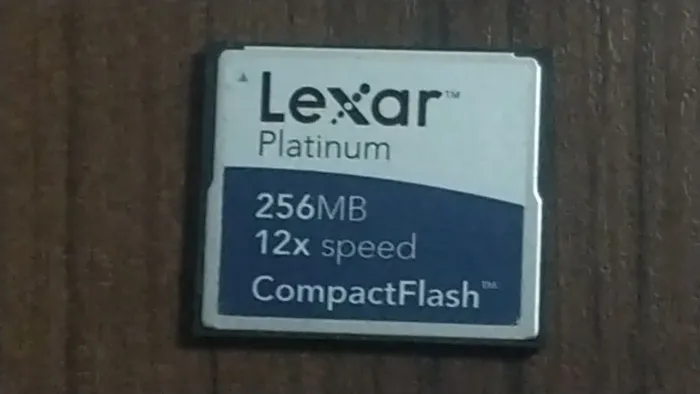 Lexar™
Platinum
256MB
12x speed
CompactFlash™